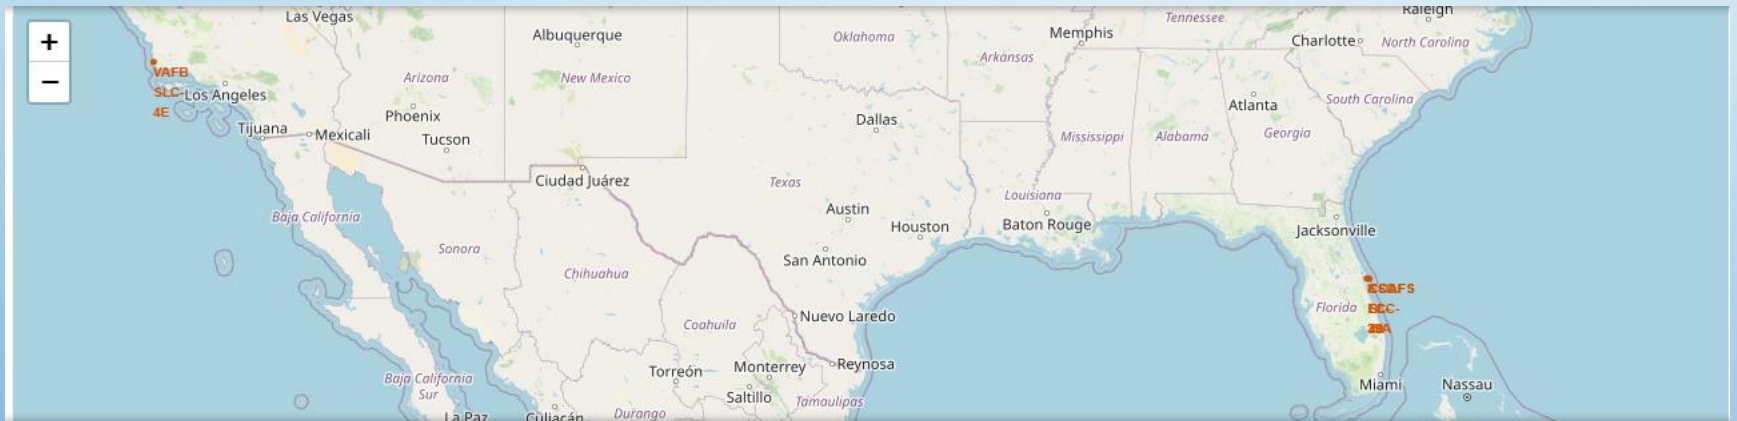 +
−
Las Vegas
Albuquerque
Oklahoma
Memphis
Tennessee
Raleigh
Charlotte
North Carolina
VAFB
SLC-
4E
Los Angeles
Arizona
New Mexico
Arkansas
Phoenix
Atlanta
South Carolina
Tijuana
Mexicali
Tucson
Dallas
Mississippi
Alabama
Georgia
Ciudad Juárez
Texas
Louisiana
Baja California
Austin
Houston
Baton Rouge
Jacksonville
Sonora
San Antonio
Chihuahua
Florida
Coahuila
Nuevo Laredo
Torreón
Monterrey
Reynosa
Baja California
Sur
Saltillo
Tamaulipas
Miami
Nassau
La Paz
Culiacán
Durango